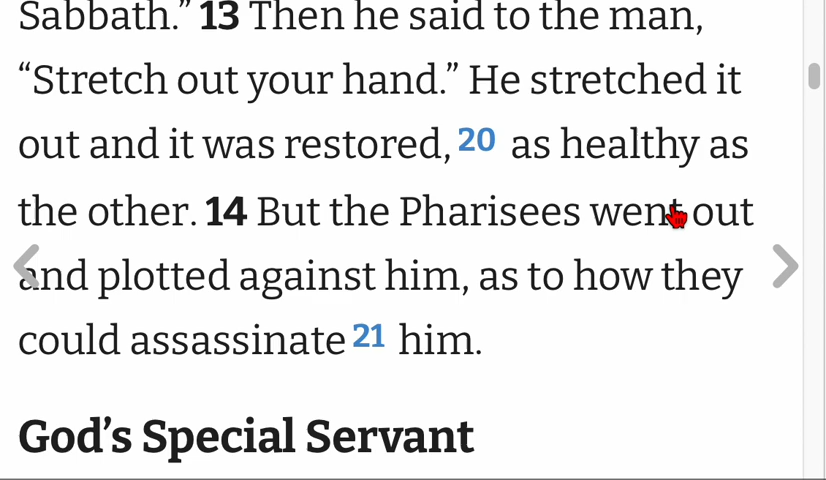 Sabbath.” 13 Then he said to the man,
“Stretch out your hand.” He stretched it
out and it was restored, 20 as healthy as
the other. 14 But the Pharisees went out
and plotted against him, as to how they
could assassinate 21 him.
God’s Special Servant